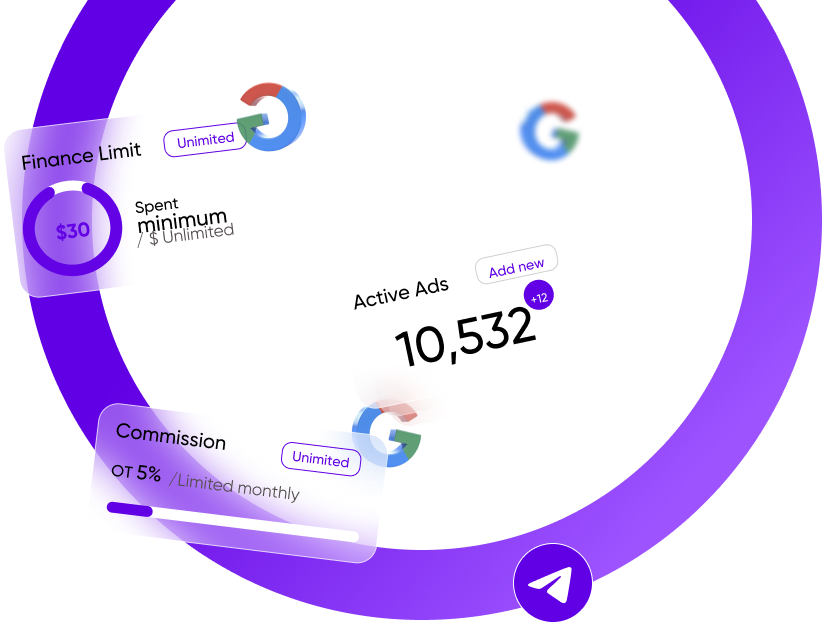 Finance Limit
Unimited
$30
Spent
minimum
/ $ Unlimited
Active Ads
Add new
+12
10,532
Commission
Unimited
ОТ 5% /Limited monthly